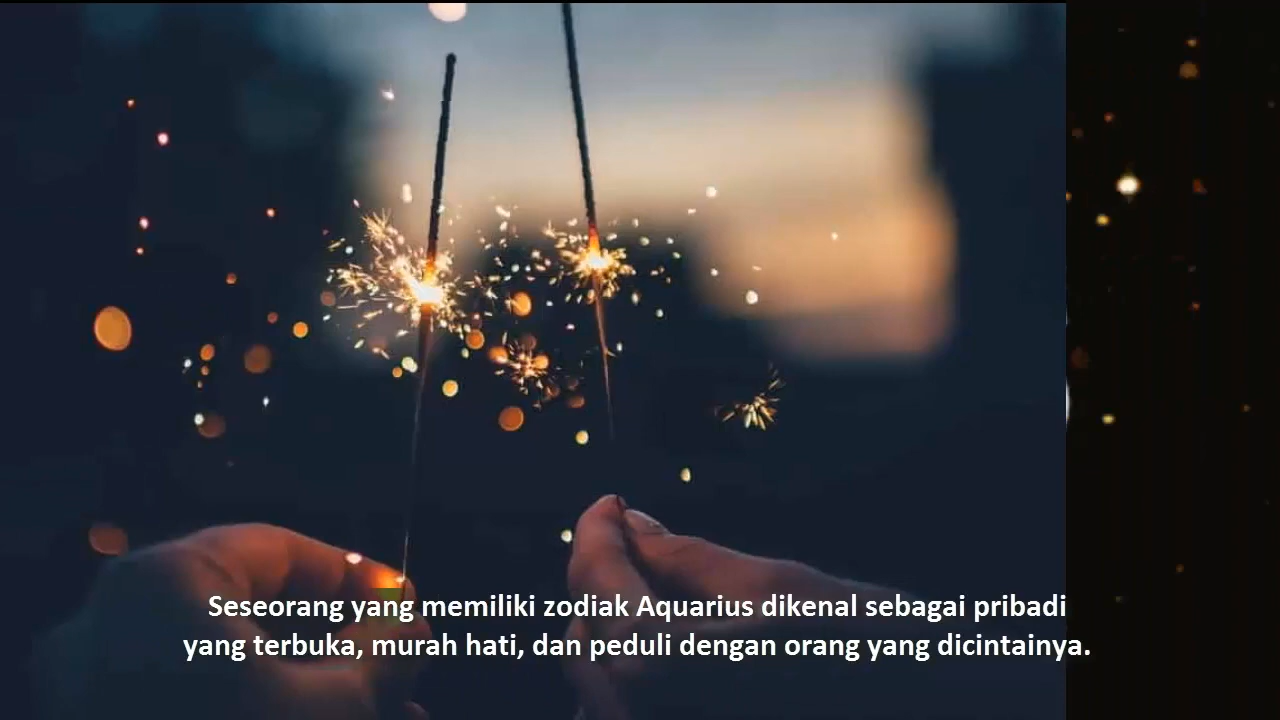 Seseorang yang memiliki zodiak Aquarius dikenal sebagai pribadi
yang terbuka, murah hati, dan peduli dengan orang yang dicintainya.